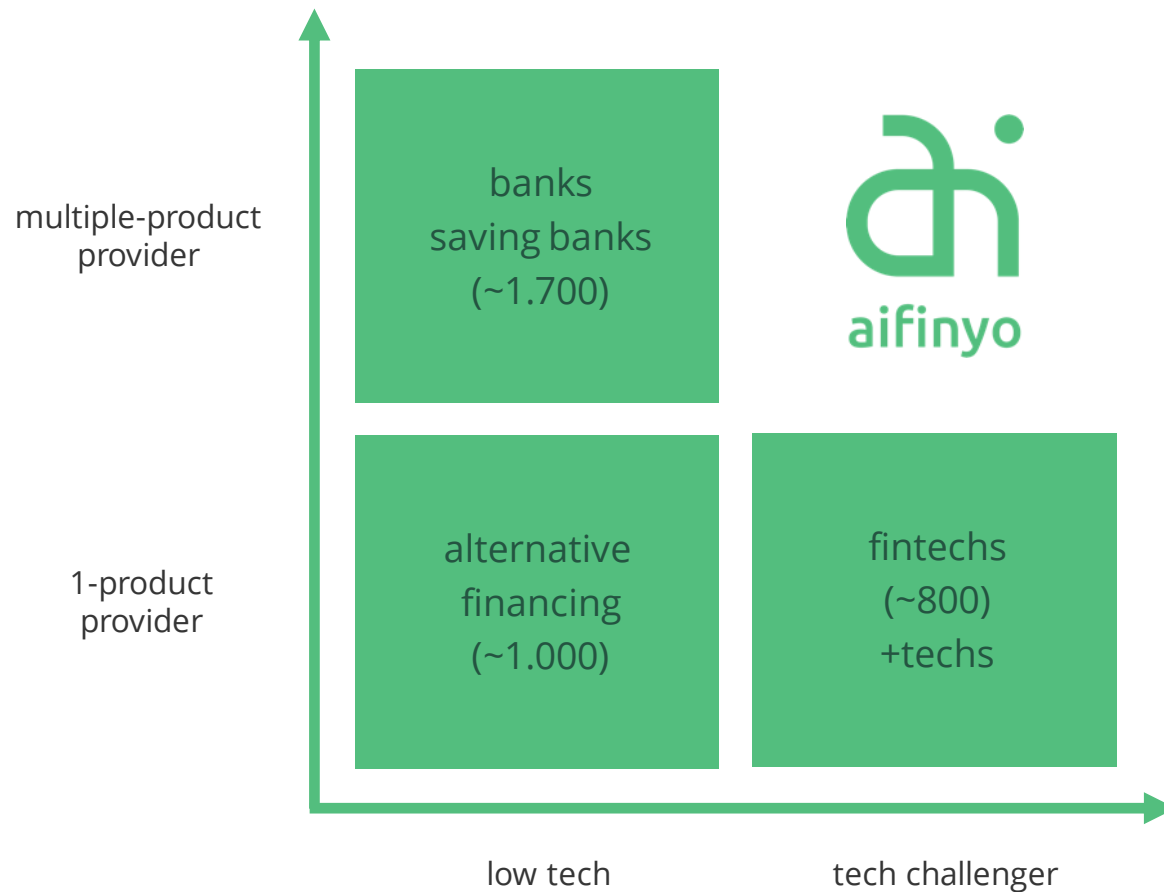 multiple-product
provider
banks
saving banks
(~1.700)
aifinyo
1-product
provider
alternative
financing
(~1.000)
fintechs
(~800)
+techs
low tech
tech challenger